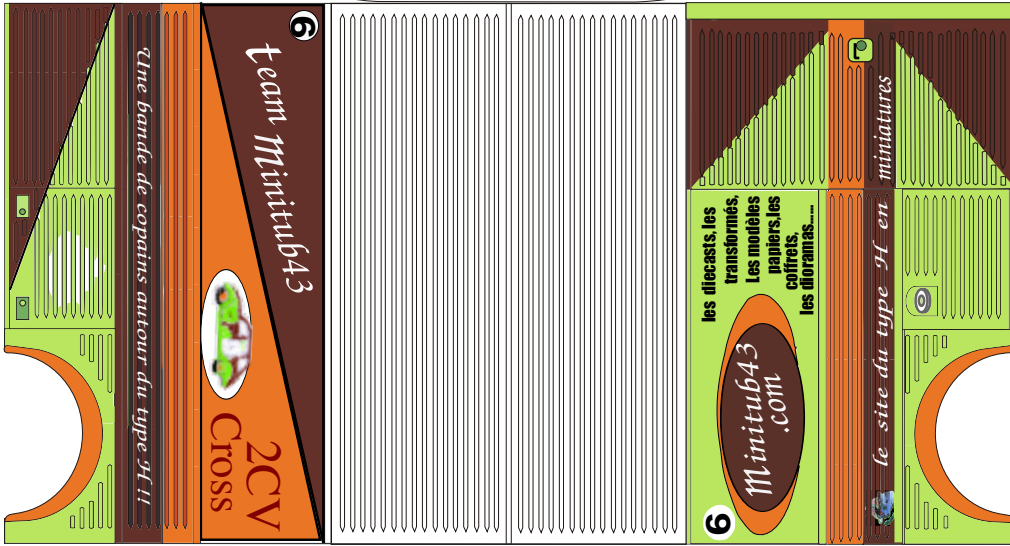 Une bande de copains autour du type H !!
6
team Minitub43
2CV
Cross
les diecasts,les
transformés,
Les modèles
papiers,les
coffrets,
les dioramas......
Minitub43
.com
6
le site du type H en miniatures